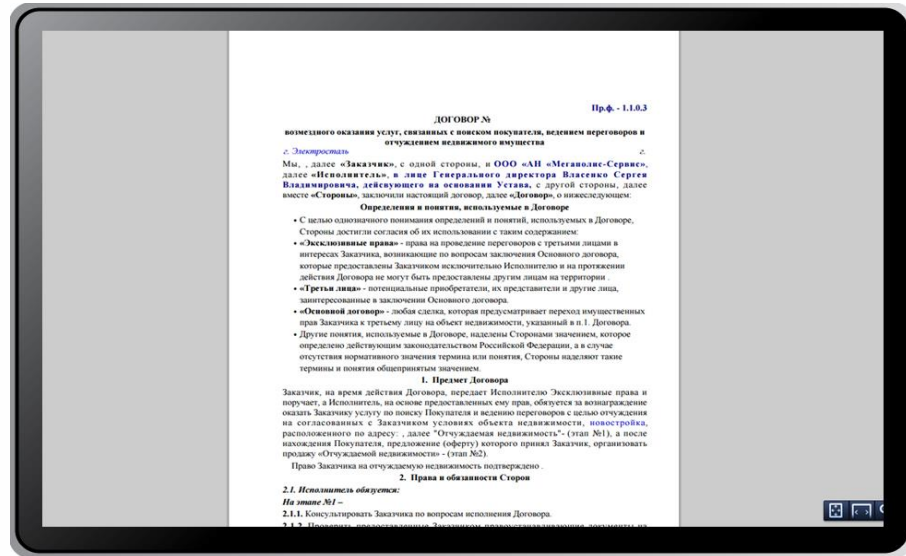 Пр.ф. - 1.1.0.3
ДОГОВОР №
возмездного оказания услуг, связанных с поиском покупателя, ведением переговоров и
отчуждением недвижимого имущества
г. Электросталь г.
Мы, , далее «Заказчик», с одной стороны, и ООО «АН «Меганолис-Сервис»,
далее «Исполнитель», в лице Генерального директора Власенко Сергея
Владимировича, дейсвующего на основании Устава, с другой стороны, далее
вместе «Стороны», заключили настоящий договор, далее «Договор», о нижеследующем:
Определения и понятия, используемые в Договоре
• С целью однозначного понимания определений и понятий, используемых в Договоре,
Стороны достигли согласия об их использовании с таким содержанием:
• «Эксклюзивные права» - права на проведение переговоров с третьими лицами в
интересах Заказчика, возникающие по вопросам заключения Основного договора,
которые предоставлены Заказчиком исключительно Исполнителю и на протяжении
действия Договора не могут быть предоставлены другим лицам на территории .
• «Третьи лица» - потенциальные приобретатели, их представители и другие лица,
заинтересованные в заключении Основного договора.
• «Основной договор» - любая сделка, которая предусматривает переход имущественных
прав Заказчика к третьему лицу на объект недвижимости, указанный в п.1. Договора.
• Другие понятия, используемые в Договоре, наделены Сторонами значением, которое
определено действующим законодательством Российской Федерации, а в случае
отсутствия нормативного значения термина или понятия, Стороны наделяют такие
термины и понятия общепринятым значением.
1. Предмет Договора
Заказчик, на время действия Договора, передает Исполнителю Эксклюзивные права и
поручает, а Исполнитель, на основе предоставленных ему прав, обязуется за вознаграждение
оказать Заказчику услугу по поиску Покупателя и ведению переговоров с целью отчуждения
на согласованных с Заказчиком условиях объекта недвижимости, новостройка,
расположенного по адресу: , далее "Отчуждаемая недвижимость"- (этап №1), а после
нахождения Покупателя, предложение (оферту) которого принял Заказчик, организовать
продажу «Отчуждаемой недвижимости» - (этап №2).
Право Заказчика на отчуждаемую недвижимость подтверждено .
2. Права и обязанности Сторон
2.1. Исполнитель обязуется:
На этапе №1 –
2.1.1. Консультировать Заказчика по вопросам исполнения Договора.
2.1.2. Проверить предоставленные Заказчиком правоустанавливающие документы на